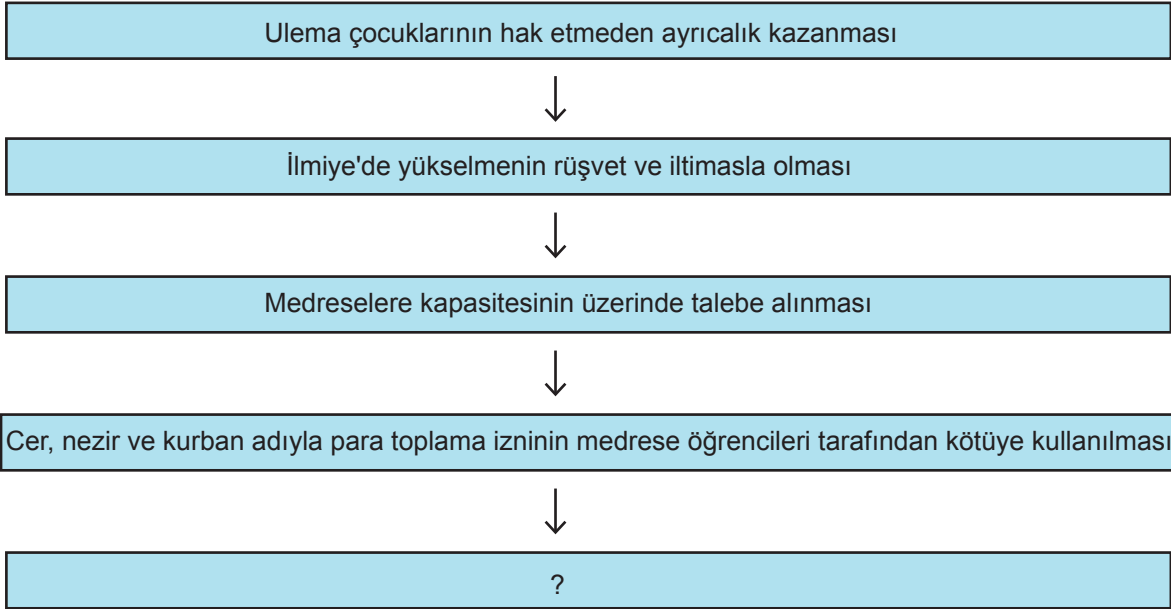 Ulema çocuklarının hak etmeden ayrıcalık kazanması
İlmiye'de yükselmenin rüşvet ve iltimasla olması
Medreselere kapasitesinin üzerinde talebe alınması
Cer, nezir ve kurban adıyla para toplama izninin medrese öğrencileri tarafından kötüye kullanılması
?